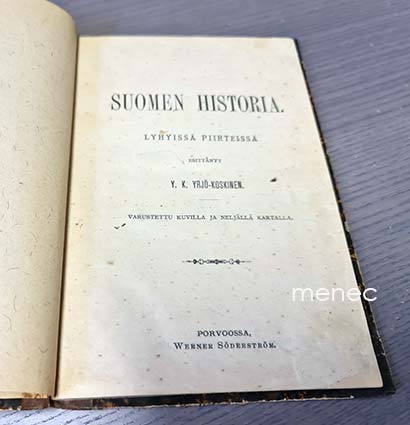 SUOMEN HISTORIA.
LYHYISSÄ PIIRTEISSÄ
ESITTÄNYT
Y. K. YRJÖ-KOSKINEN.
VARUSTETTU KUVILLA JA NELJÄLLÄ KARTALLA.
menec
PORVOOSSA,
WERNER SÖDERSTRÖM.